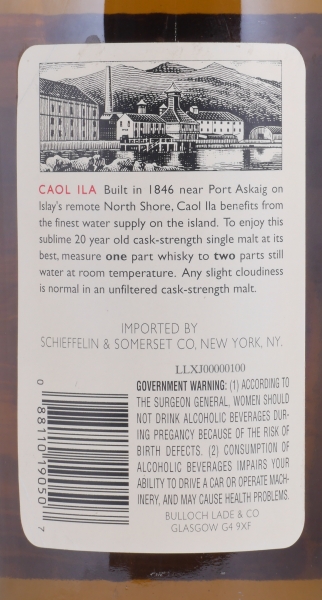 CAOL ILA Built in 1846 near Port Askaig on
Islay's remote North Shore, Caol Ila benefits from
the finest water supply on the island. To enjoy this
sublime 20 year old cask-strength single malt at its
best, measure one part whisky to two parts still
water at room temperature. Any slight cloudiness
is normal in an unfiltered cask-strength malt.
IMPORTED BY
SCHIEFFELIN & SOMERSET CO, NEW YORK, NY.
LLXJ00000100
GOVERNMENT WARNING: (1) ACCORDING TO
THE SURGEON GENERAL, WOMEN SHOULD
NOT DRINK ALCOHOLIC BEVERAGES DUR-
ING PREGANCY BECAUSE OF THE RISK OF
BIRTH DEFECTS. (2) CONSUMPTION OF
ALCOHOLIC BEVERAGES IMPAIRS YOUR
ABILITY TO DRIVE A CAR OR OPERATE MACH-
INERY, AND MAY CAUSE HEALTH PROBLEMS.
BULLOCH LADE & CO
GLASGOW G4 9XF
0 88110 19050 7